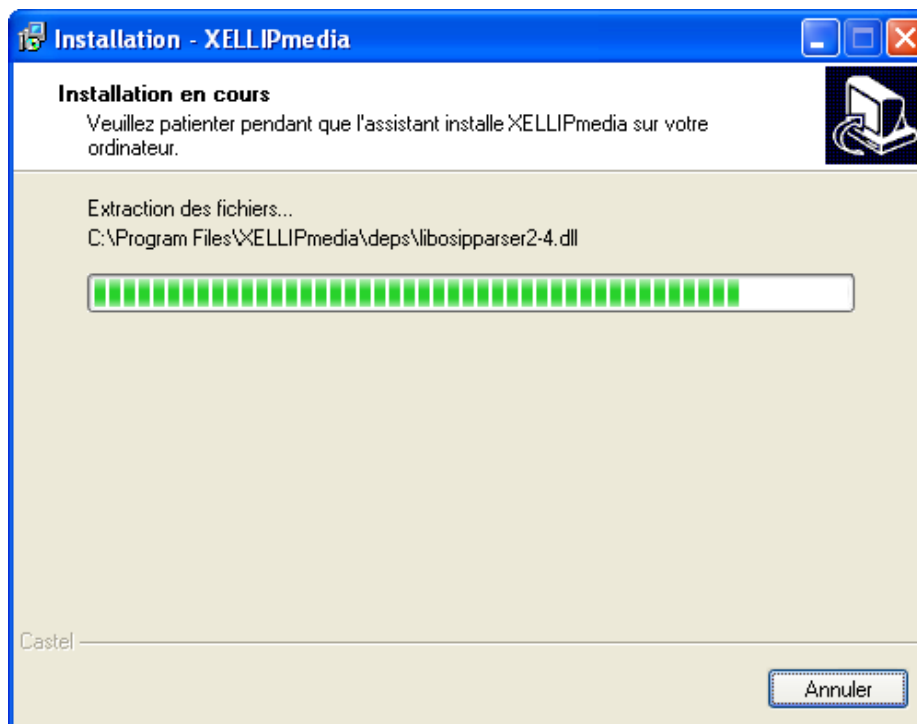 Installation - XELLIPmedia
Installation en cours
Veuillez patienter pendant que l'assistant installe XELLIPmedia sur votre
ordinateur.
Extraction des fichiers...
C:\Program Files\XELLIPmedia\deps\libosipparser2-4.dll
Castel
Annuler